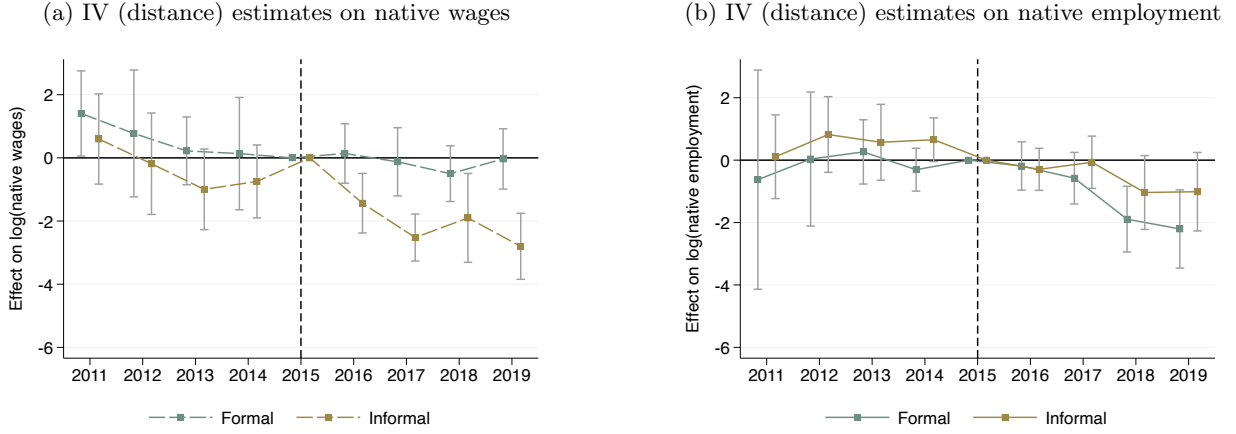 (a) IV (distance) estimates on native wages
Effect on log(native wages)
2
0
-2
-4
-6
2011 2012 2013 2014 2015 2016 2017 2018 2019
Formal Informal
(b) IV (distance) estimates on native employment
Effect on log(native employment)
2
0
-2
-4
-6
2011 2012 2013 2014 2015 2016 2017 2018 2019
Formal Informal